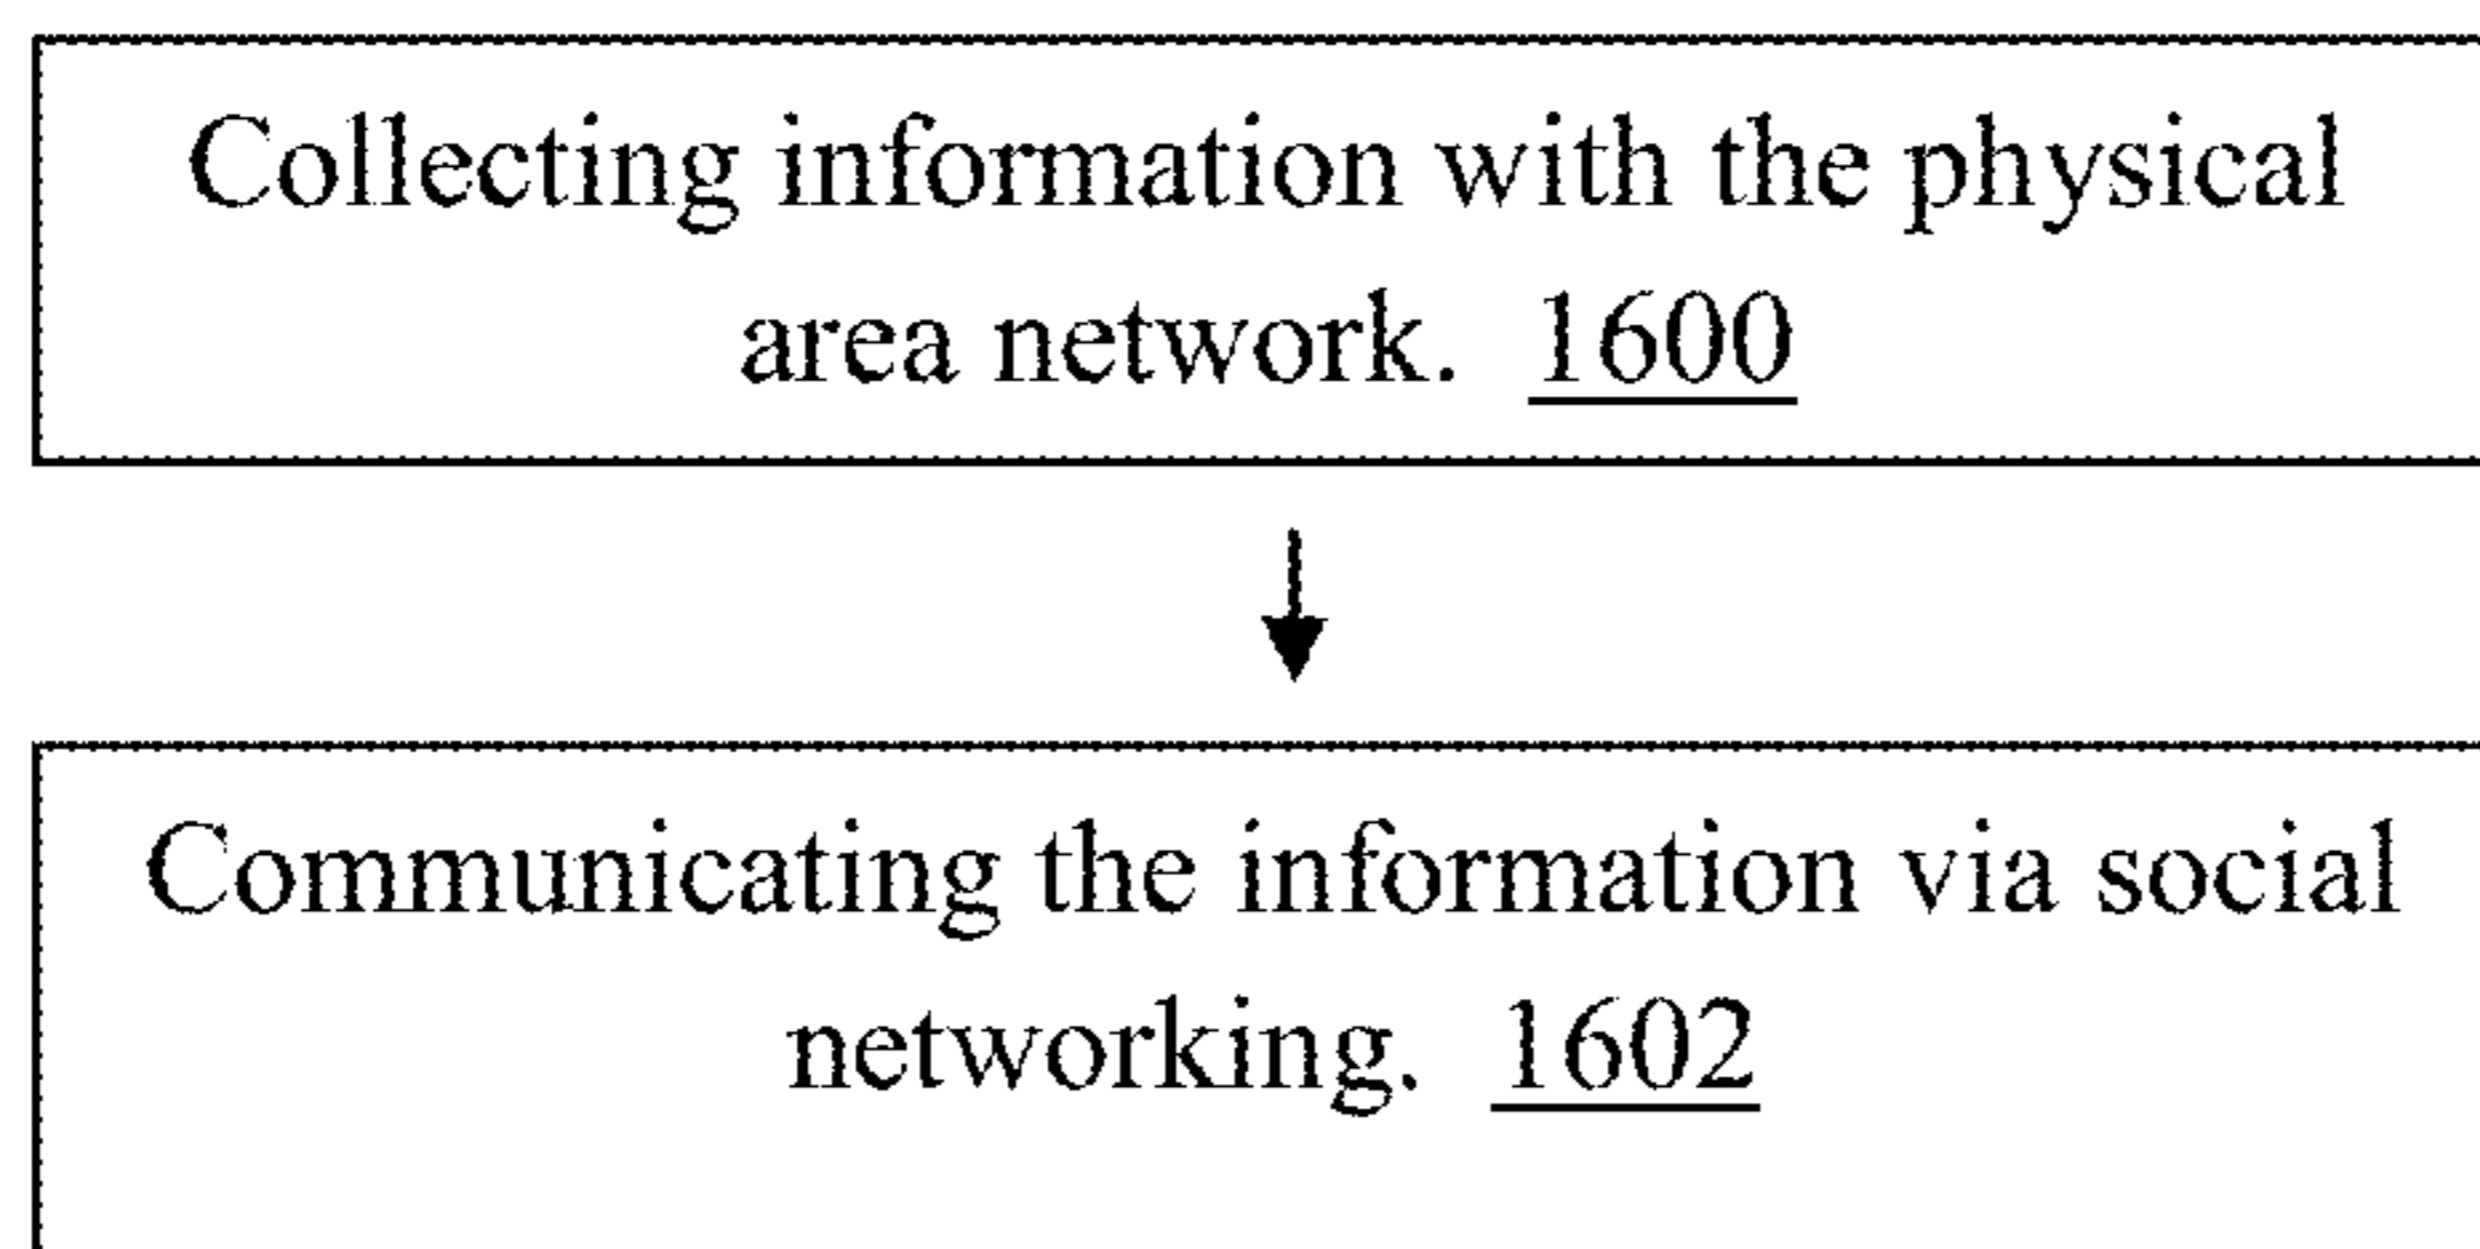 Collecting information with the physical
area network. 1600
Communicating the information via social
networking. 1602